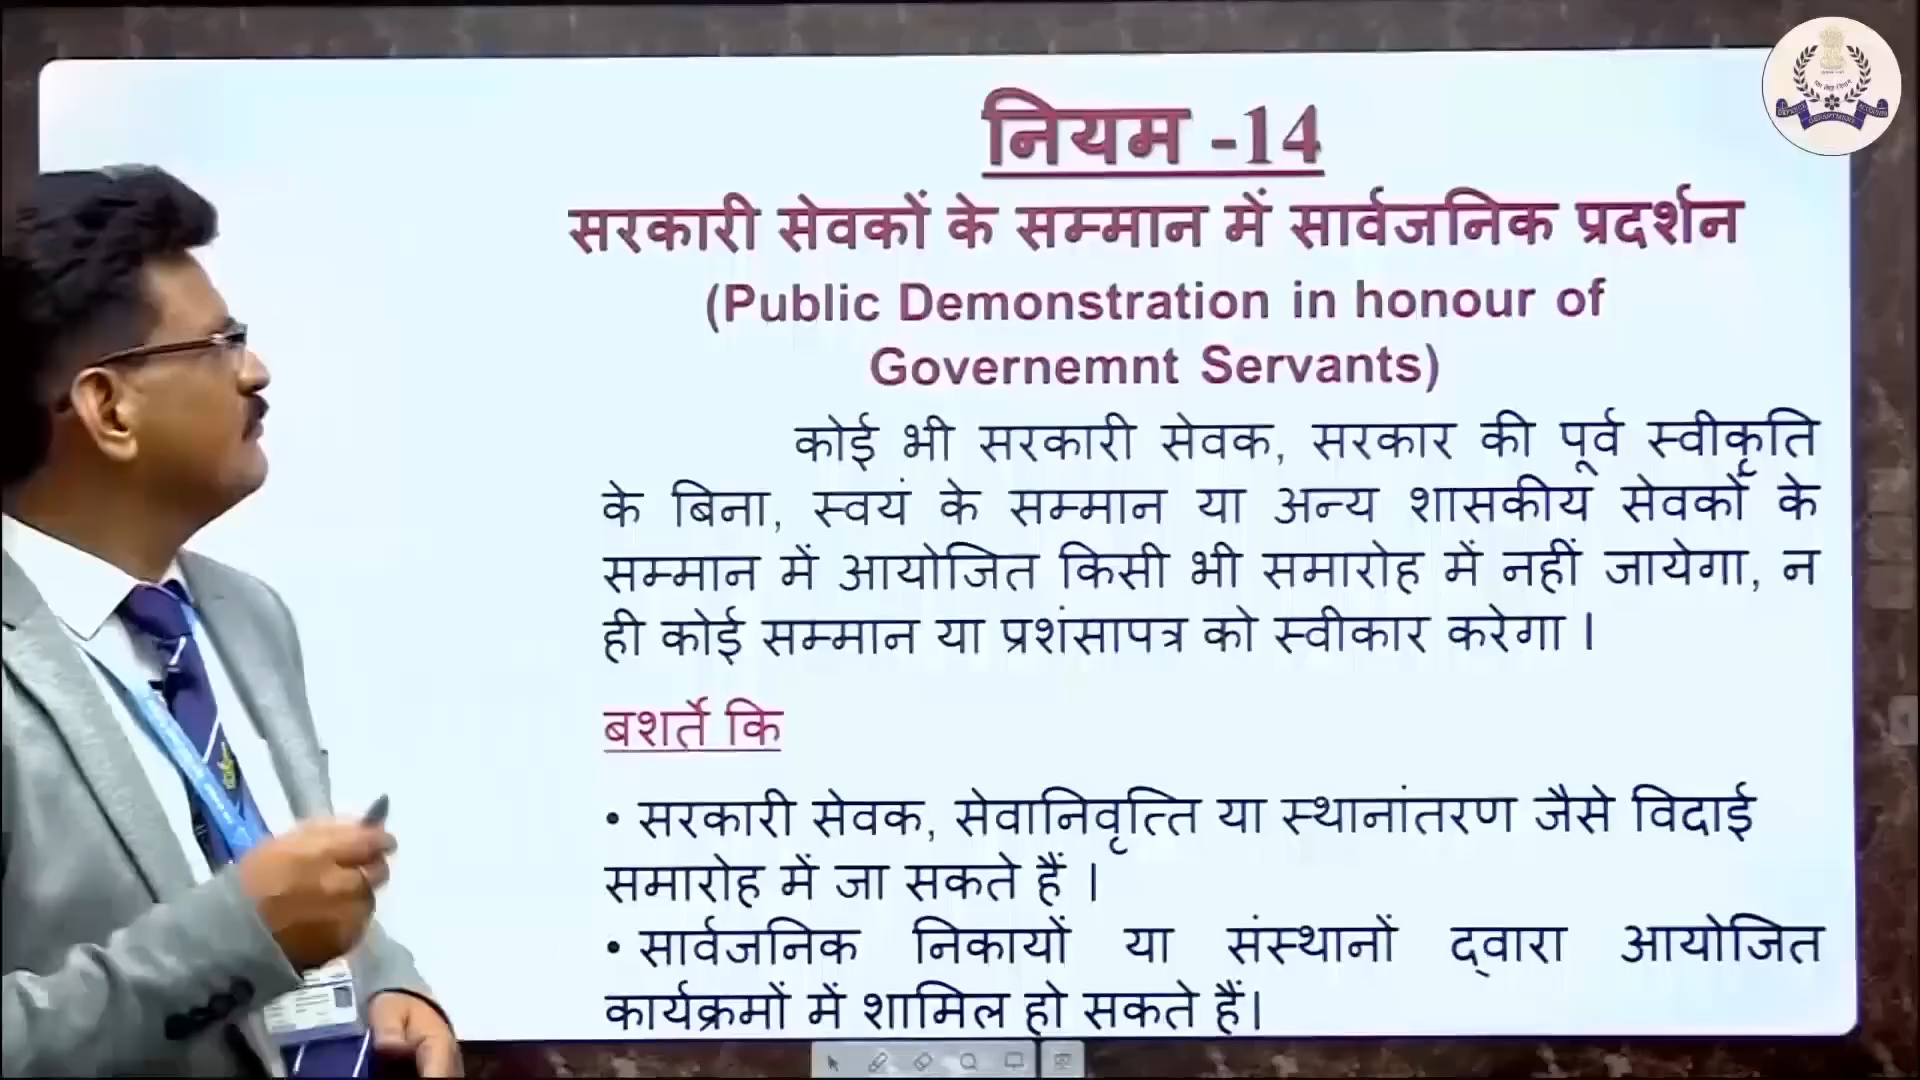 नियम -14
सरकारी सेवकों के सम्मान में सार्वजनिक प्रदर्शन
(Public Demonstration in honour of
Governemnt Servants)
कोई भी सरकारी सेवक, सरकार की पूर्व स्वीकृति
के बिना, स्वयं के सम्मान या अन्य शासकीय सेवकों के
सम्मान में आयोजित किसी भी समारोह में नहीं जायेगा, न
ही कोई सम्मान या प्रशंसापत्र को स्वीकार करेगा ।
बशर्ते कि
• सरकारी सेवक, सेवानिवृत्ति या स्थानांतरण जैसे विदाई
समारोह में जा सकते हैं ।
• सार्वजनिक निकायों या संस्थानों द्वारा आयोजित
कार्यक्रमों में शामिल हो सकते हैं।
DEPARTMENT